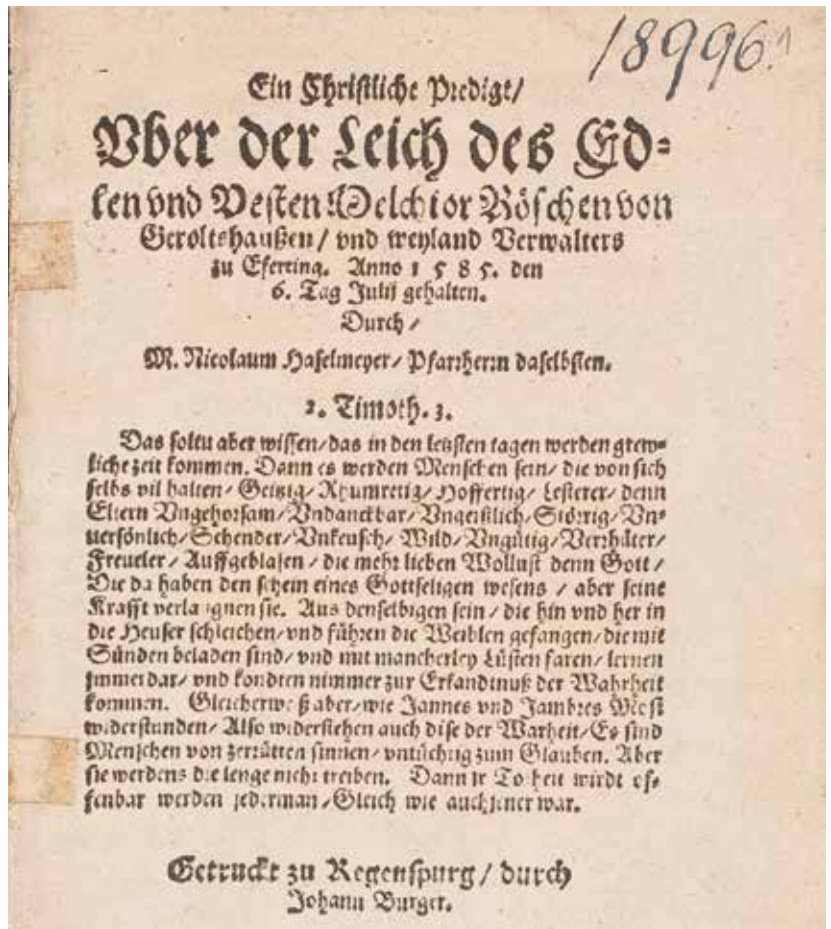 18996.
Ein Christliche Predigt/
Vber der Leich des Ed-
len vnd Vesten Melchior Röschen von
Geroltshaußen/ vnd weyland Verwalters
zu Eferting. Anno 1585. den
6. Tag Julij gehalten.
Durch/
M. Nicolaum Haselmeyer/ Pfarrherrn daselbsten.
2. Timoth. 3.
Das soltu aber wissen/ das in den letzsten tagen werden grew-
liche zeit kommen. Dann es werden Menschen sein/ die von sich
selbs vil halten/ Geitzig/ Rhumretig/ Hoffertig/ Lesterer/ denn
Eltern Vngehorsam/ Vndanckbar/ Vngeistlich/ Störrig/ Vn-
uersönlich/ Schender/ Vnkeusch/ Wild/ Vngütig/ Verrhäter/
Freueler/ Auffgeblasen/ die mehr lieben Wollust denn Gott/
Die da haben den schein eines Gottseligen wesens/ aber seine
Krafft verlaugnen sie. Aus denselbigen sein/ die hin vnd her in
die Heuser schleichen/ vnd führen die Weiblen gefangen/ die mit
Sünden beladen sind/ vnd mit mancherley Lüsten faren/ lernen
jmmerdar/ vnd kondten nimmer zur Erkandtnuß der Wahrheit
kommen. Gleicherweiß aber/ wie Jannes vnd Jambres Mosi
widerstunden/ Also widerstehen auch dise der Warheit/ Es sind
Menschen von zerrütten sinnen/ vntüchtig zum Glauben. Aber
sie werdens die lenge nicht treiben. Dann ir Torheit wirdt of-
fenbar werden jederman/ Gleich wie auch jener war.
Getruckt zu Regenspurg/ durch
Johann Burger.